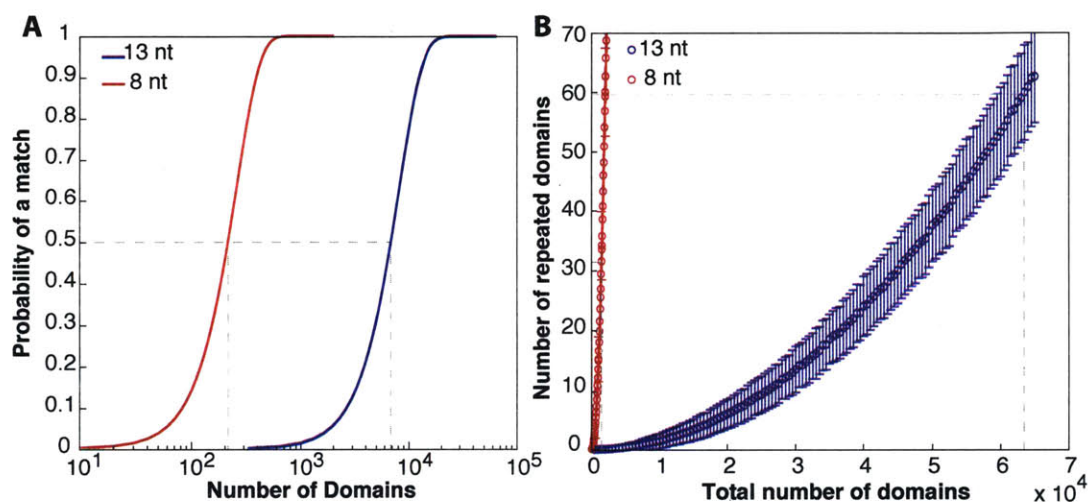 A
1
0.9
0.8
0.7
0.6
0.5
0.4
0.3
0.2
0.1
0
Probability of a match
13 nt
8 nt
10^1 10^2 10^3 10^4 10^5
Number of Domains
B
70
60
50
40
30
20
10
0
Number of repeated domains
13 nt
8 nt
0 1 2 3 4 5 6 7
x 10^4
Total number of domains